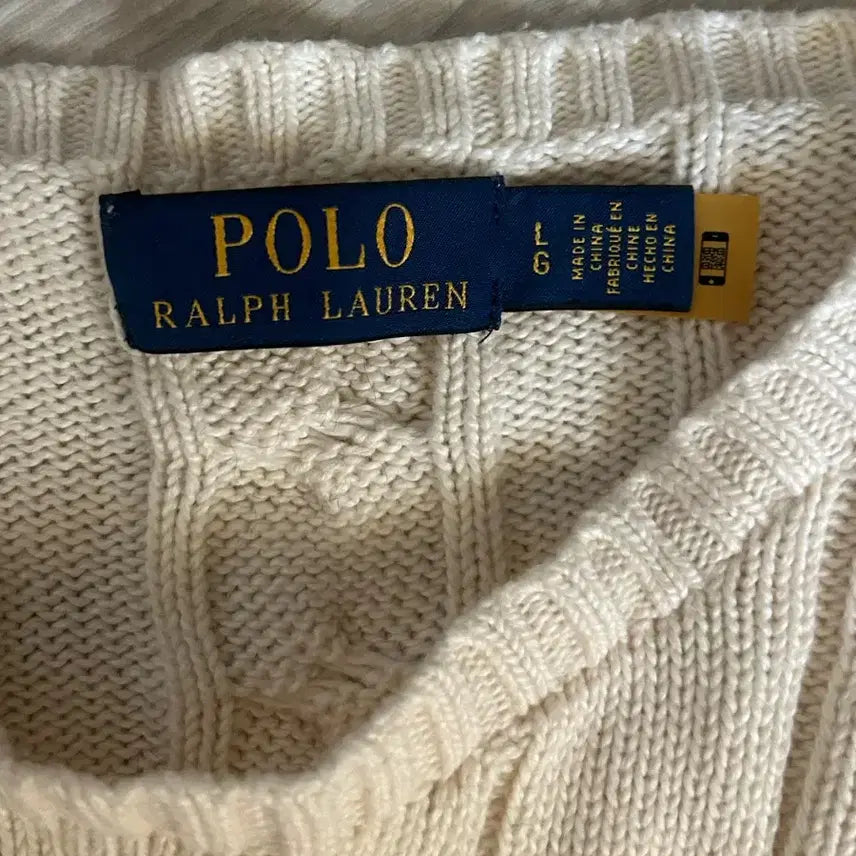 POLO
RALPH LAUREN
L
G
MADE IN
CHINA
FABRIQUÉ EN
CHINE
HECHO EN
CHINA